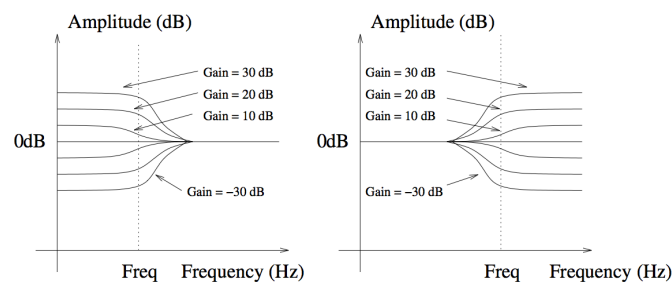 Amplitude (dB)
Gain = 30 dB
Gain = 20 dB
Gain = 10 dB
0dB
Gain = −30 dB
Freq
Frequency (Hz)
Amplitude (dB)
Gain = 30 dB
Gain = 20 dB
Gain = 10 dB
0dB
Gain = −30 dB
Freq
Frequency (Hz)